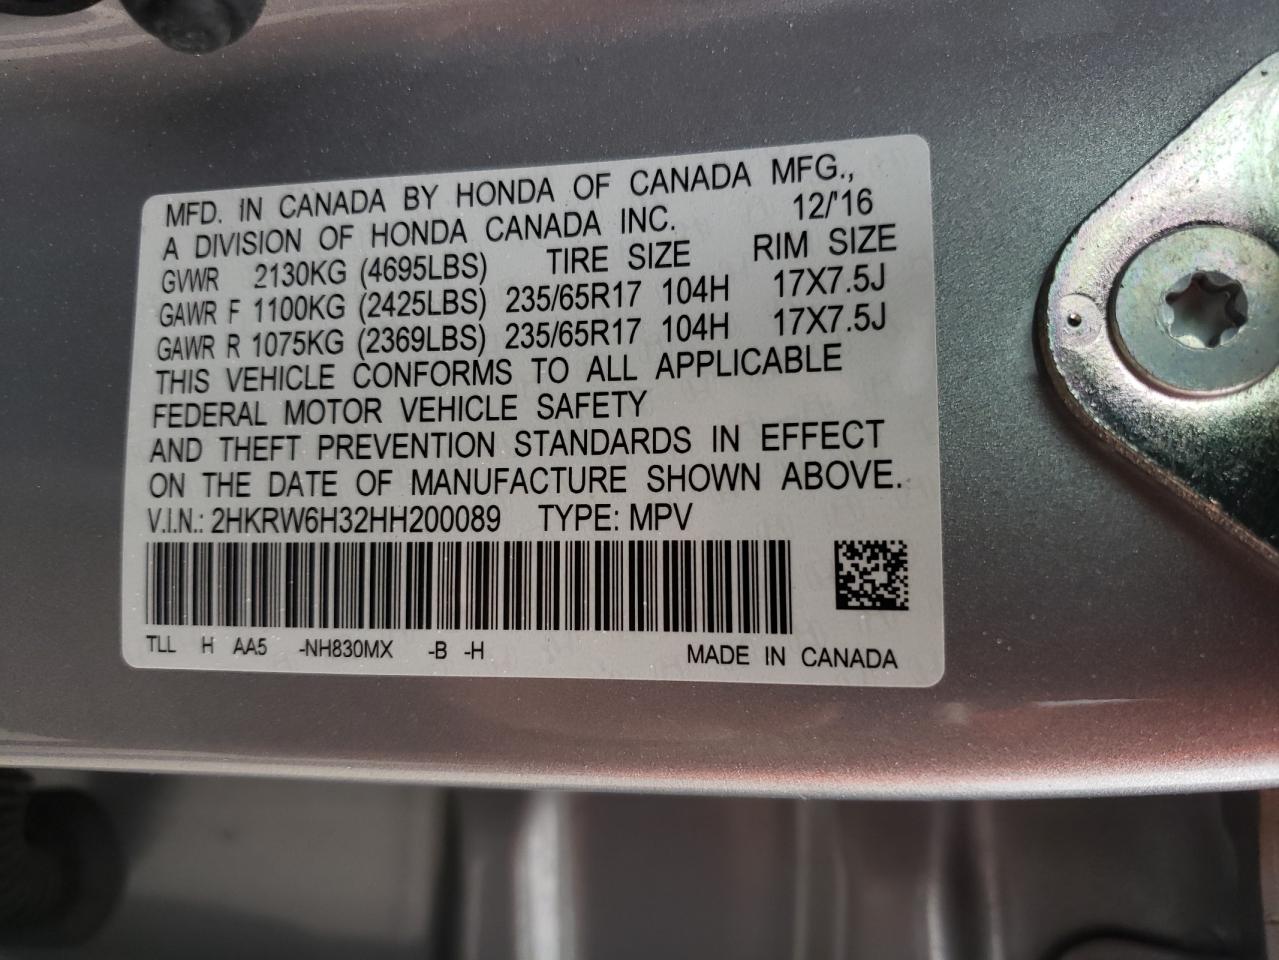 MFD. IN CANADA BY HONDA OF CANADA MFG.,
A DIVISION OF HONDA CANADA INC. 12/'16
GVWR 2130KG (4695LBS) TIRE SIZE RIM SIZE
GAWR F 1100KG (2425LBS) 235/65R17 104H 17X7.5J
GAWR R 1075KG (2369LBS) 235/65R17 104H 17X7.5J
THIS VEHICLE CONFORMS TO ALL APPLICABLE
FEDERAL MOTOR VEHICLE SAFETY
AND THEFT PREVENTION STANDARDS IN EFFECT
ON THE DATE OF MANUFACTURE SHOWN ABOVE.
V.I.N.: 2HKRW6H32HH200089 TYPE: MPV
TLL H AA5 -NH830MX -B -H MADE IN CANADA